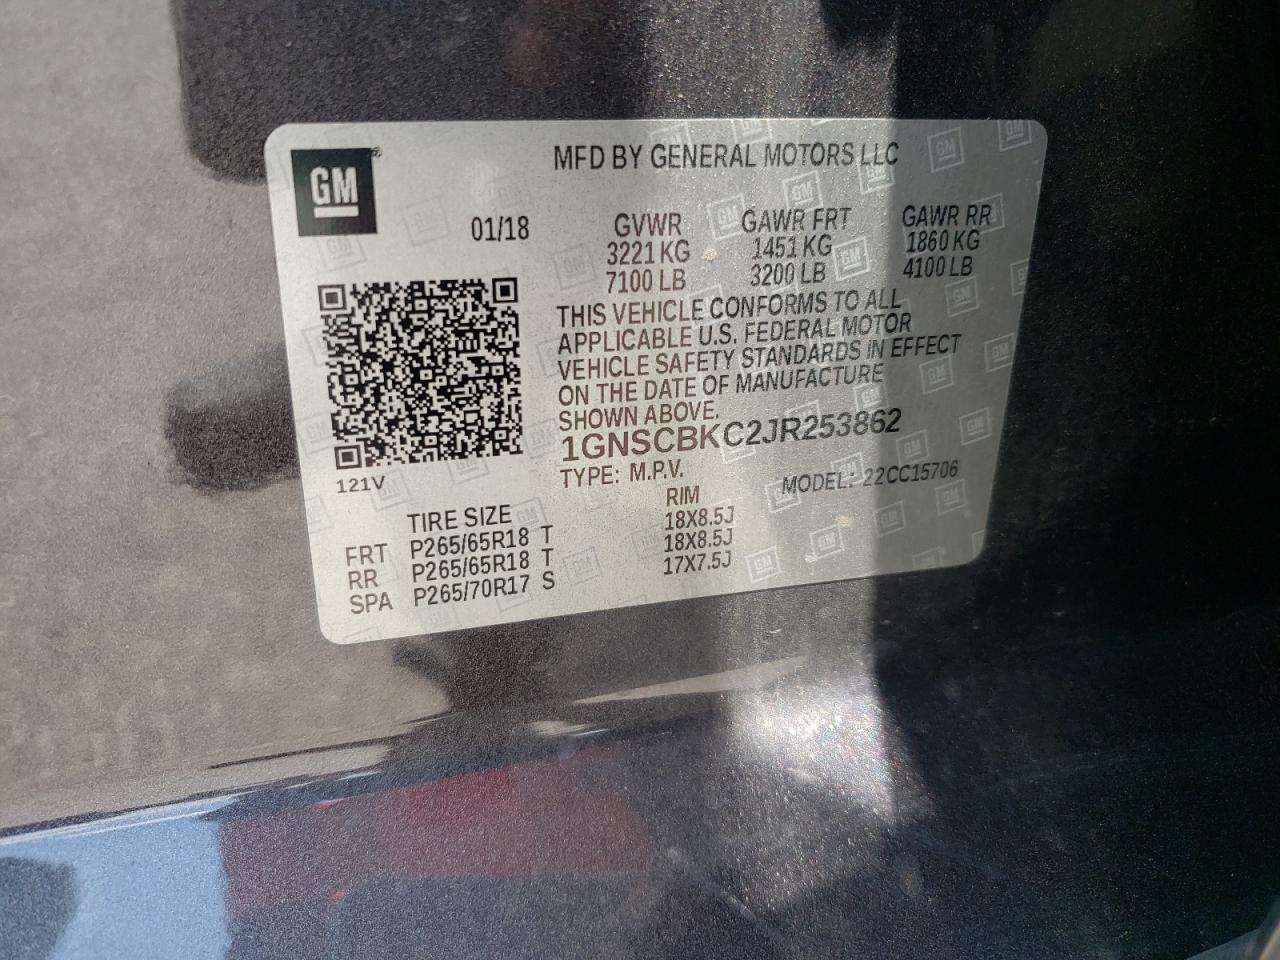 GM
MFD BY GENERAL MOTORS LLC
01/18
GVWR GAWR FRT GAWR RR
3221 KG 1451 KG 1860 KG
7100 LB 3200 LB 4100 LB
THIS VEHICLE CONFORMS TO ALL
APPLICABLE U.S. FEDERAL MOTOR
VEHICLE SAFETY STANDARDS IN EFFECT
ON THE DATE OF MANUFACTURE
SHOWN ABOVE.
1GNSCBKC2JR253862
TYPE: M.P.V. MODEL: 22CC15706
121V
TIRE SIZE RIM
FRT P265/65R18 T 18X8.5J
RR P265/65R18 T 18X8.5J
SPA P265/70R17 S 17X7.5J